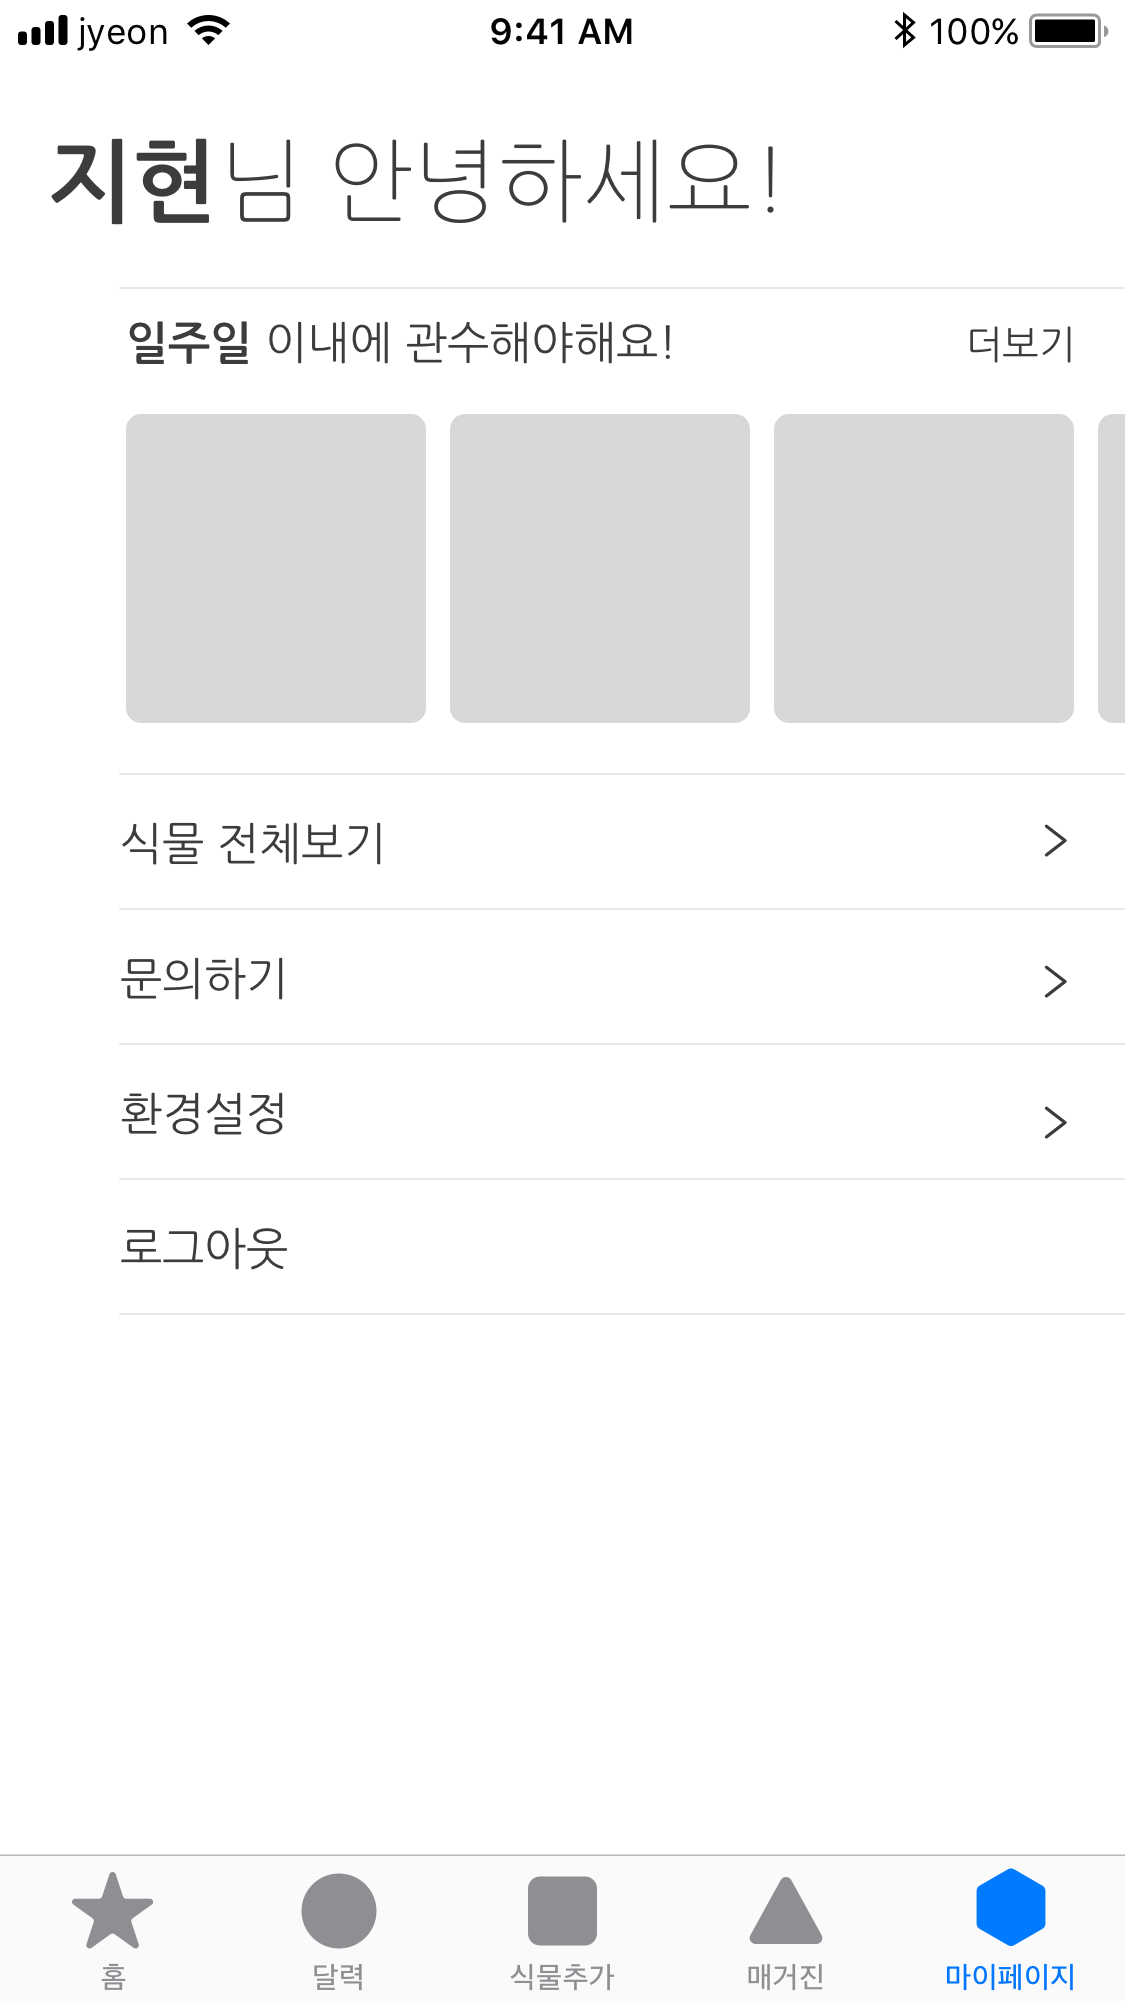 jyeon 9:41 AM 100%
지현님 안녕하세요!
일주일 이내에 관수해야해요! 더보기
식물 전체보기
문의하기
환경설정
로그아웃
홈 달력 식물추가 매거진 마이페이지